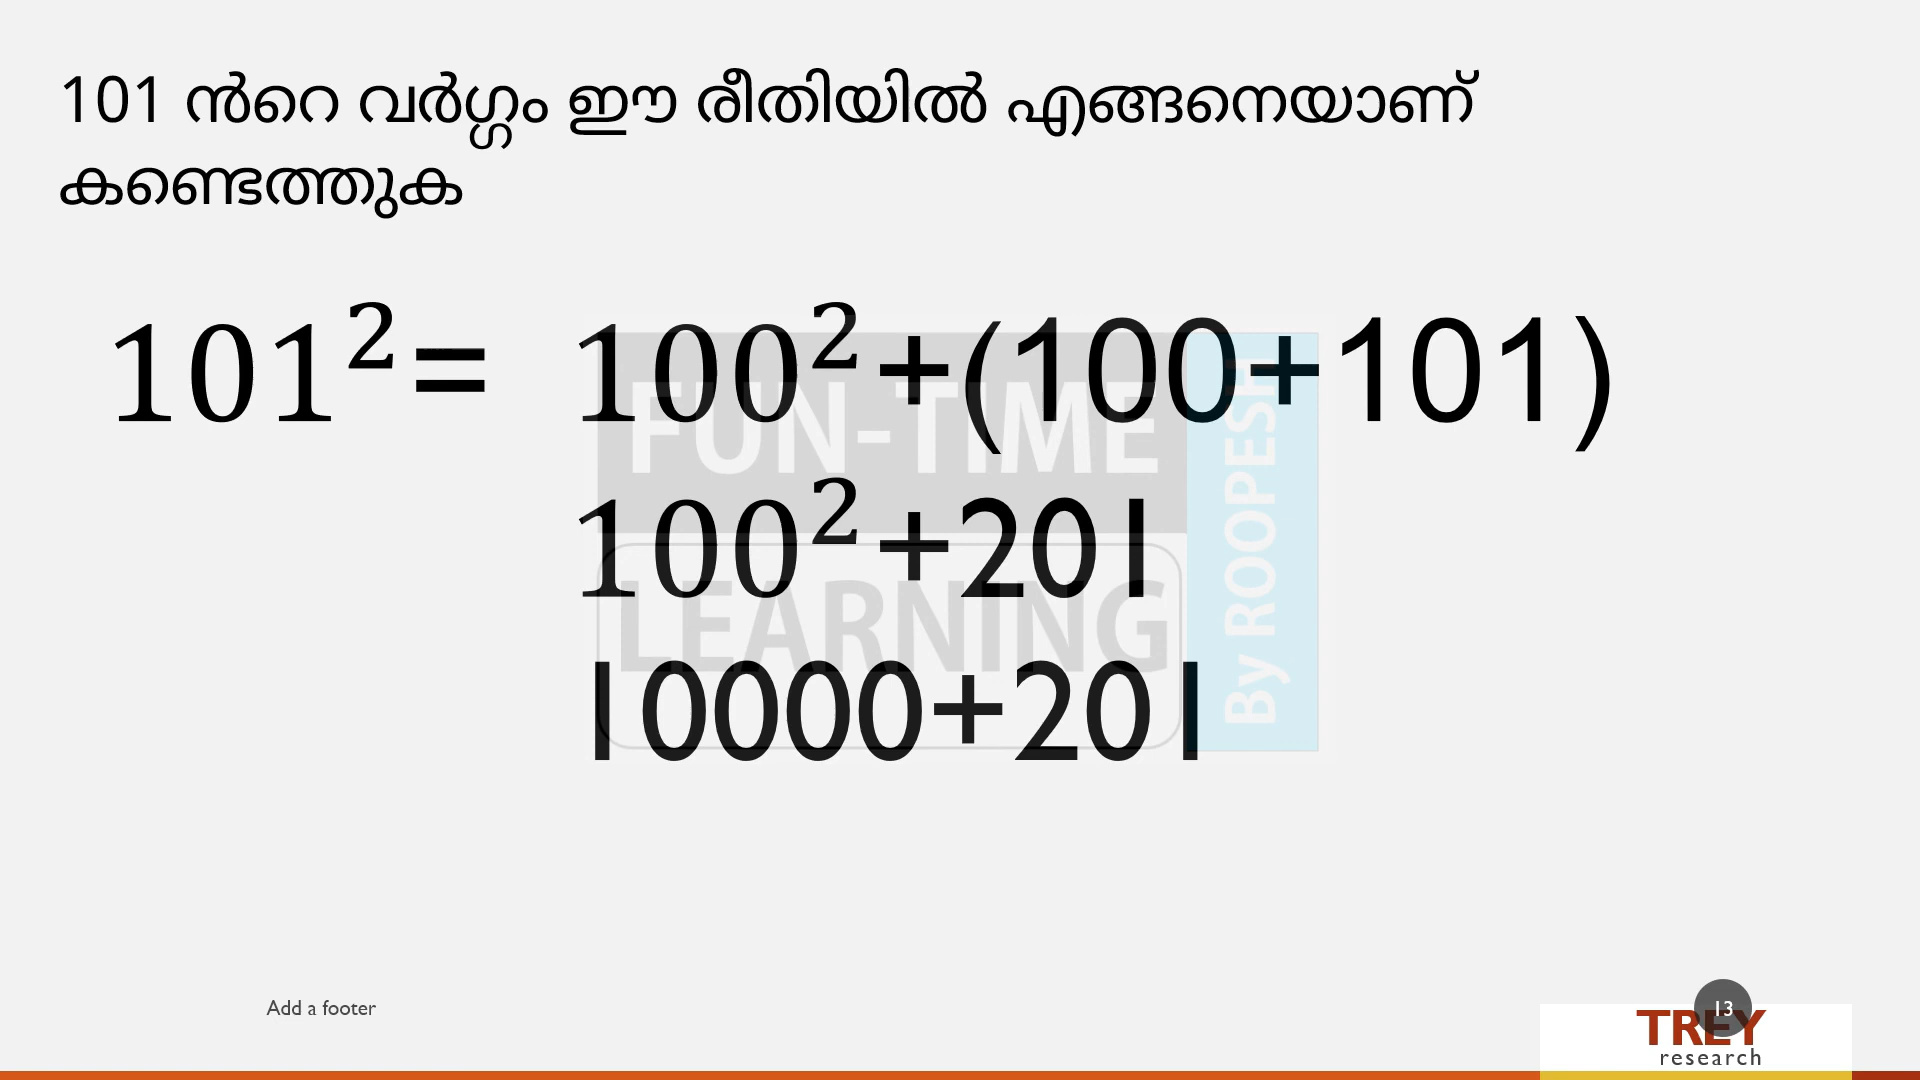 101 ൻറെ വർഗ്ഗം ഈ രീതിയിൽ എങ്ങനെയാണ്
കണ്ടെത്തുക
101²= 100²+(100+101)
100²+201
10000+201
FUN-TIME
LEARNING
By ROOPESH
Add a footer
13
TREY
research